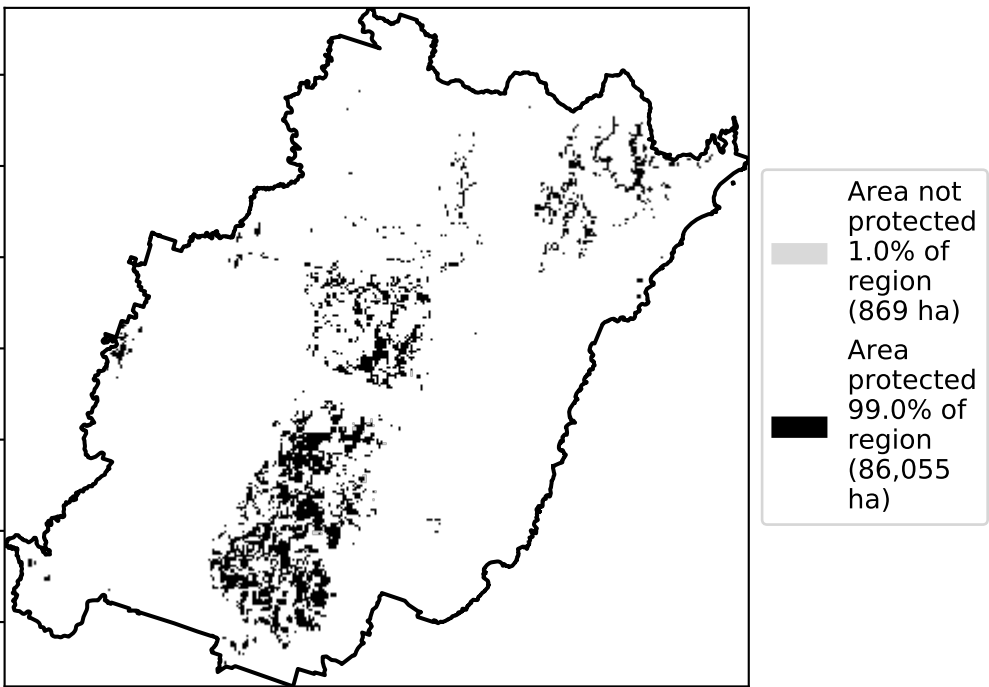 Area not
protected
1.0% of
region
(869 ha)
Area
protected
99.0% of
region
(86,055
ha)